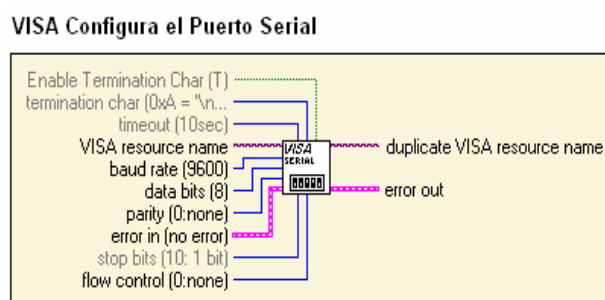 VISA Configura el Puerto Serial
Enable Termination Char (T)
termination char (0xA = "\n...
timeout (10sec)
VISA resource name
baud rate (9600)
data bits (8)
parity (0:none)
error in (no error)
stop bits (10: 1 bit)
flow control (0:none)
VISA
SERIAL
duplicate VISA resource name
error out